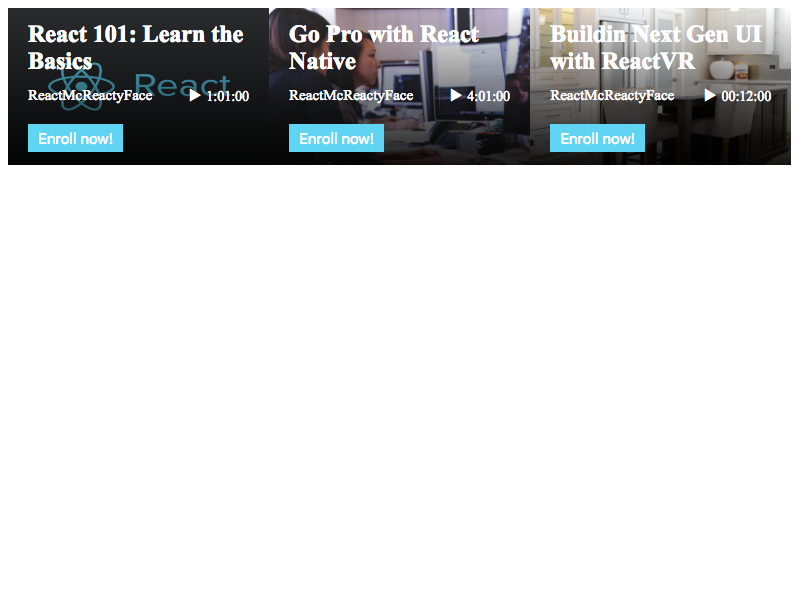 React 101: Learn the
Basics
React
ReactMcReactyFace
1:01:00
Enroll now!
Go Pro with React
Native
ReactMcReactyFace
4:01:00
Enroll now!
Buildin Next Gen UI
with ReactVR
ReactMcReactyFace
00:12:00
Enroll now!